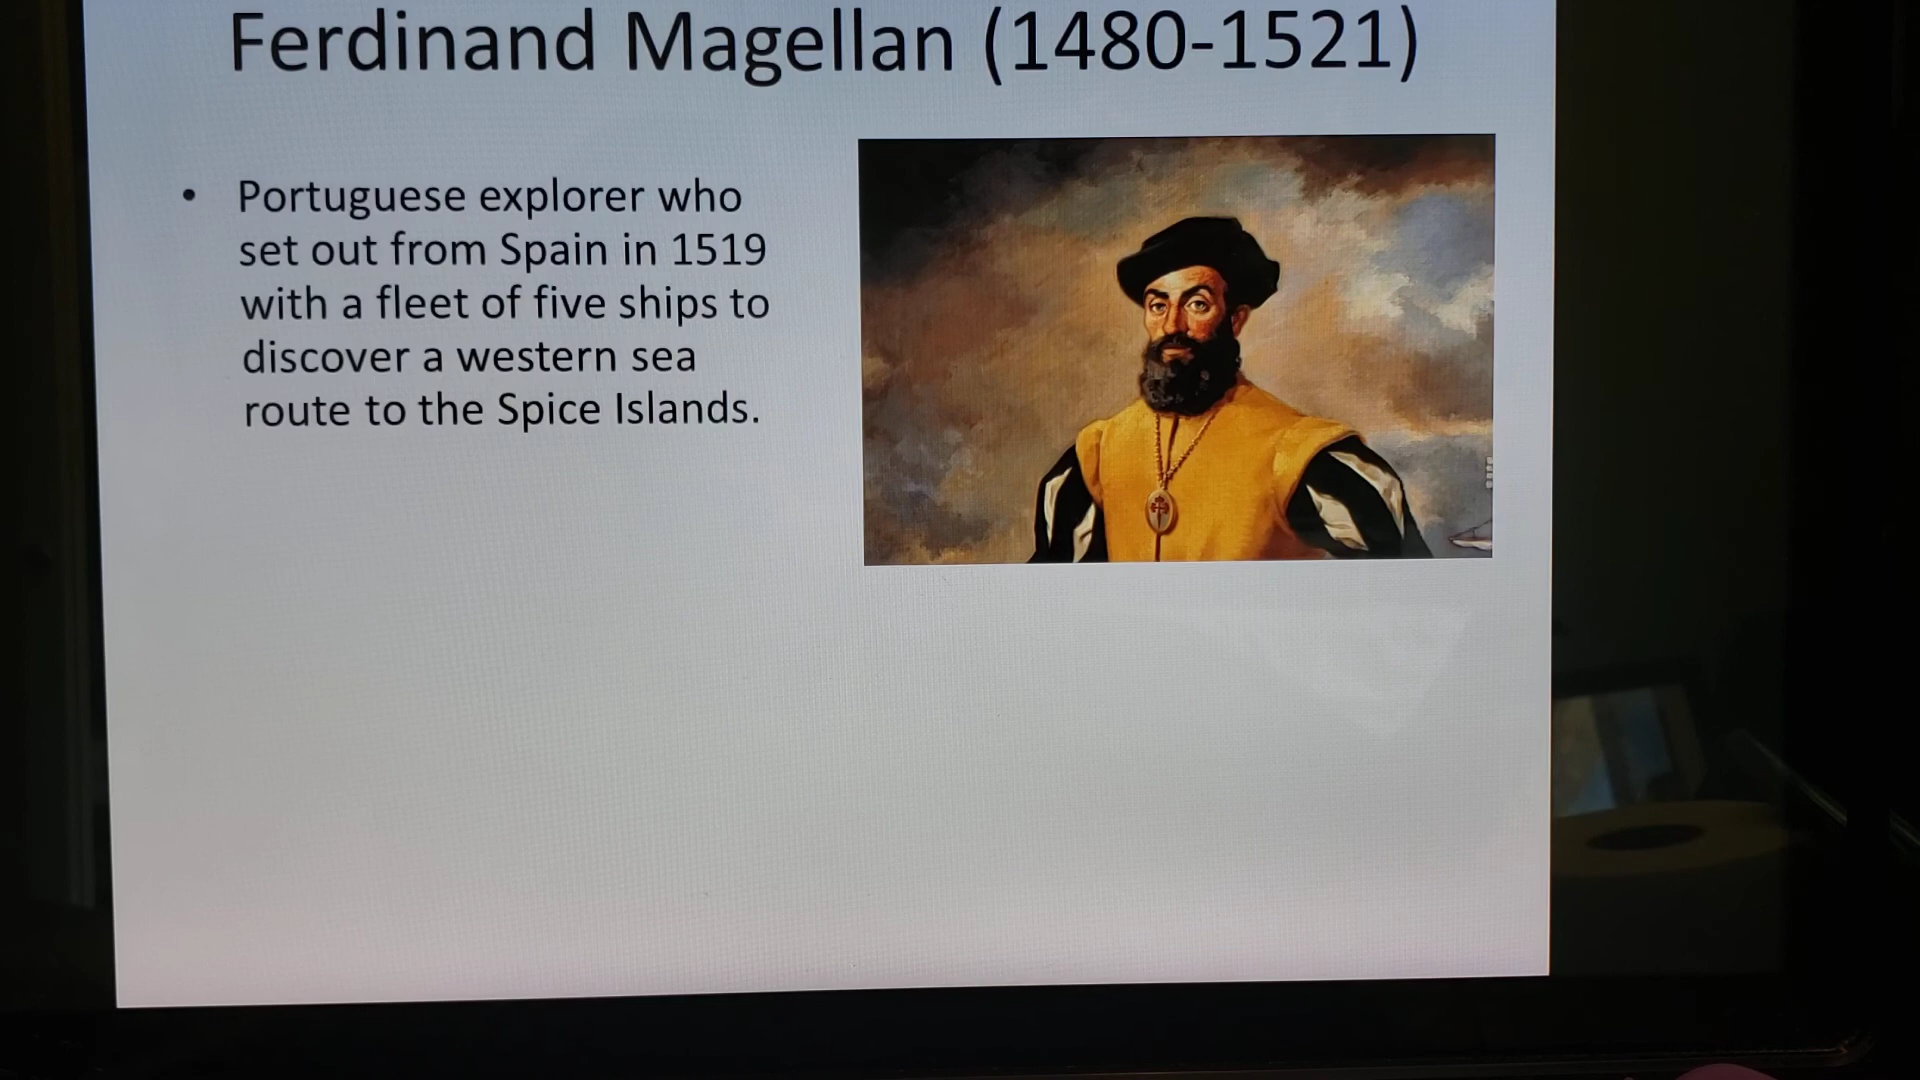 Ferdinand Magellan (1480-1521)
• Portuguese explorer who
set out from Spain in 1519
with a fleet of five ships to
discover a western sea
route to the Spice Islands.